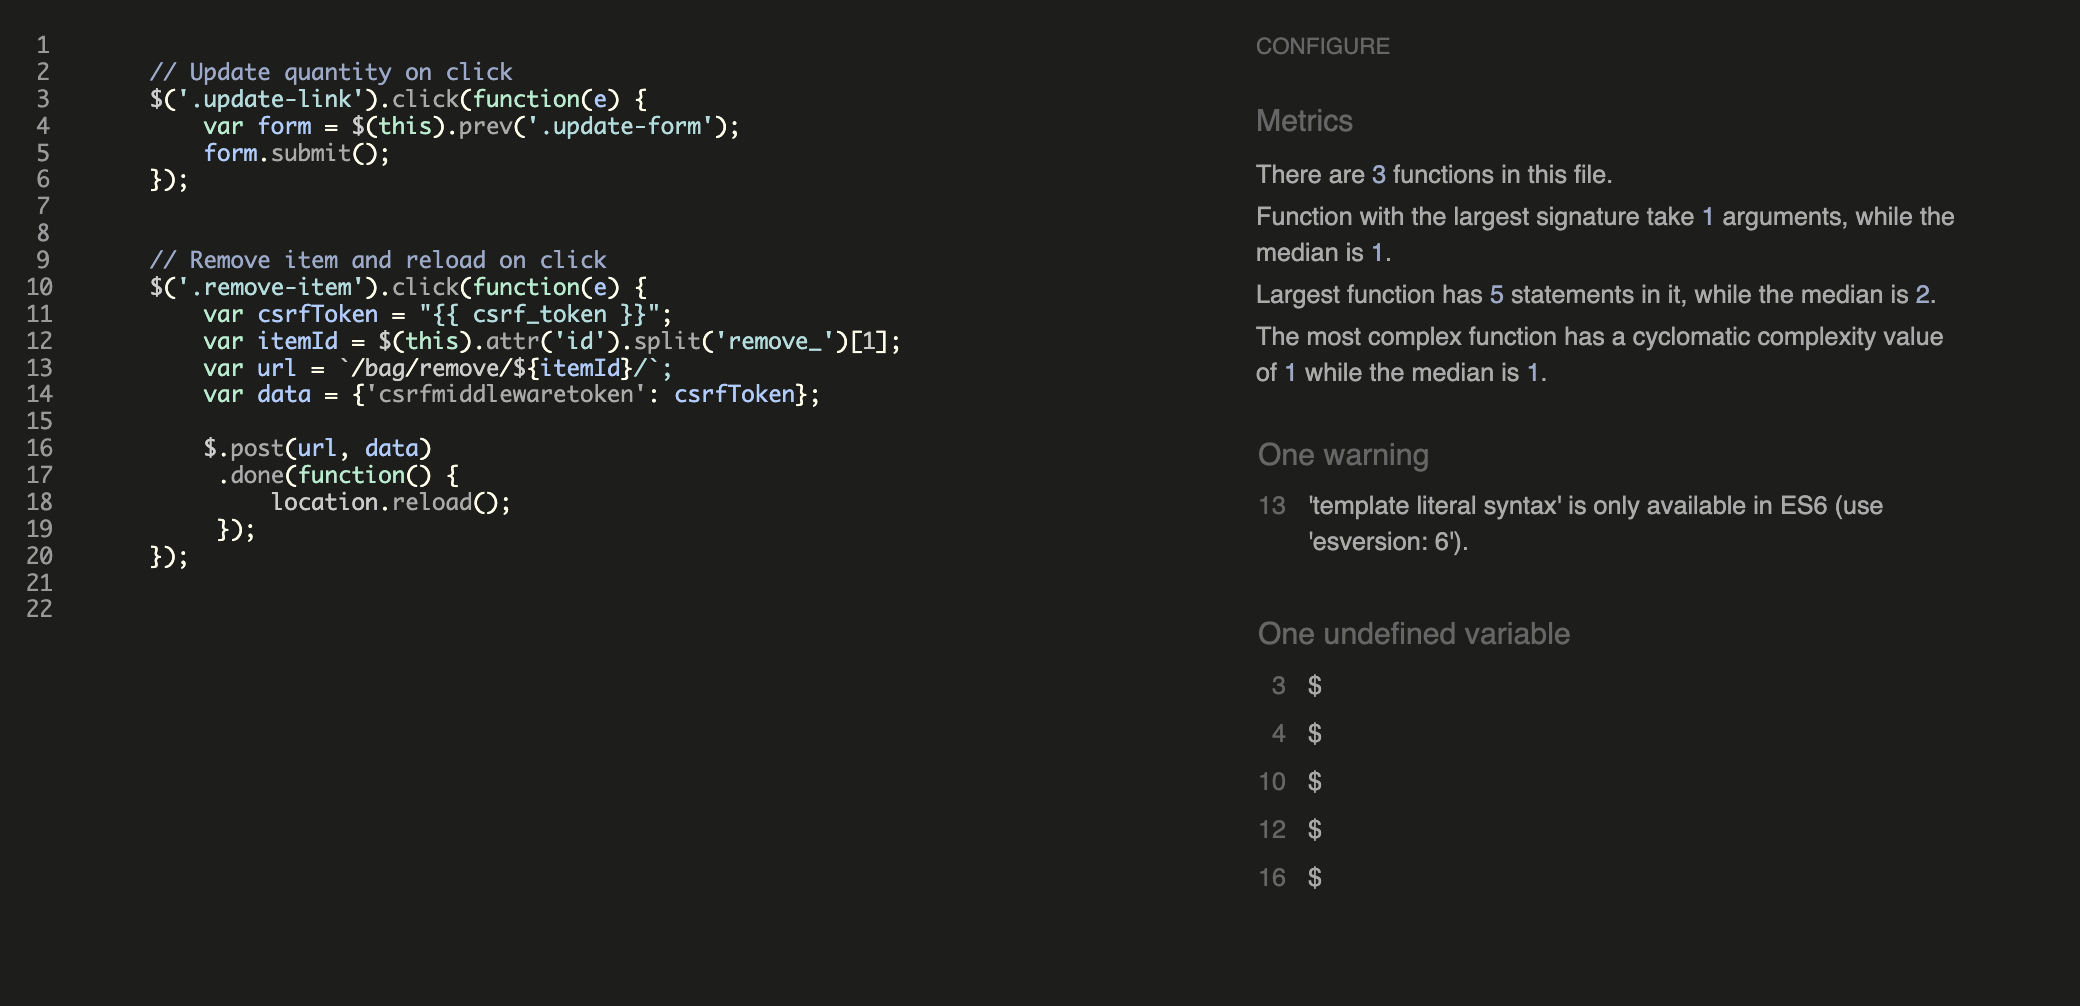 1
2 // Update quantity on click
3 $('.update-link').click(function(e) {
4 var form = $(this).prev('.update-form');
5 form.submit();
6 });
7
8
9 // Remove item and reload on click
10 $('.remove-item').click(function(e) {
11 var csrfToken = "{{ csrf_token }}";
12 var itemId = $(this).attr('id').split('remove_')[1];
13 var url = `/bag/remove/${itemId}/`;
14 var data = {'csrfmiddlewaretoken': csrfToken};
15
16 $.post(url, data)
17 .done(function() {
18 location.reload();
19 });
20 });
21
22
CONFIGURE
Metrics
There are 3 functions in this file.
Function with the largest signature take 1 arguments, while the
median is 1.
Largest function has 5 statements in it, while the median is 2.
The most complex function has a cyclomatic complexity value
of 1 while the median is 1.
One warning
13 'template literal syntax' is only available in ES6 (use
'esversion: 6').
One undefined variable
3 $
4 $
10 $
12 $
16 $